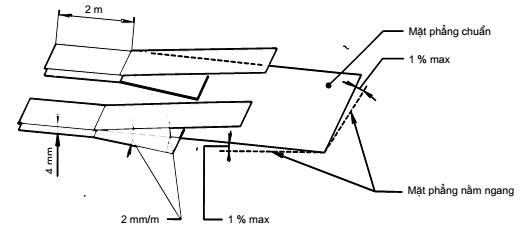 2 m
Mặt phẳng chuẩn
1 % max
4 mm
Mặt phẳng nằm ngang
2 mm/m
1 % max